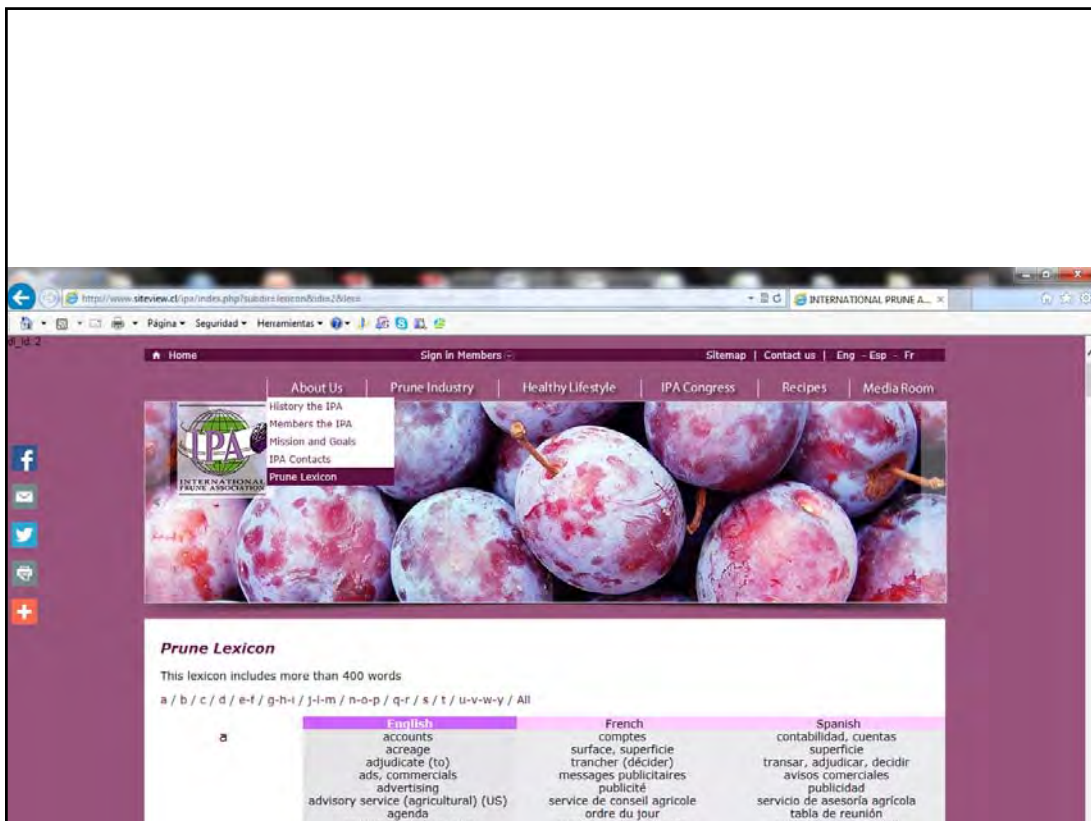 http://www.siteview.cl/ipa/index.php?
INTERNATIONAL PRUNE A...
Página Seguridad Herramientas
di_id: 2
Home Sign in Members Sitemap | Contact us | Eng - Esp - Fr
About Us Prune Industry Healthy Lifestyle IPA Congress Recipes Media Room
IPA
INTERNATIONAL
PRUNE ASSOCIATION
History the IPA
Members the IPA
Mission and Goals
IPA Contacts
Prune Lexicon
Prune Lexicon
This lexicon includes more than 400 words
a / b / c / d / e-f / g-h-i / j-l-m / n-o-p / q-r / s / t / u-v-w-y / All
English French Spanish
a accounts comptes contabilidad, cuentas
acreage surface, superficie superficie
adjudicate (to) trancher (décider) transar, adjudicar, decidir
ads, commercials messages publicitaires avisos comerciales
advertising publicité publicidad
advisory service (agricultural) (US) service de conseil agricole servicio de asesoría agrícola
agenda ordre du jour tabla de reunión